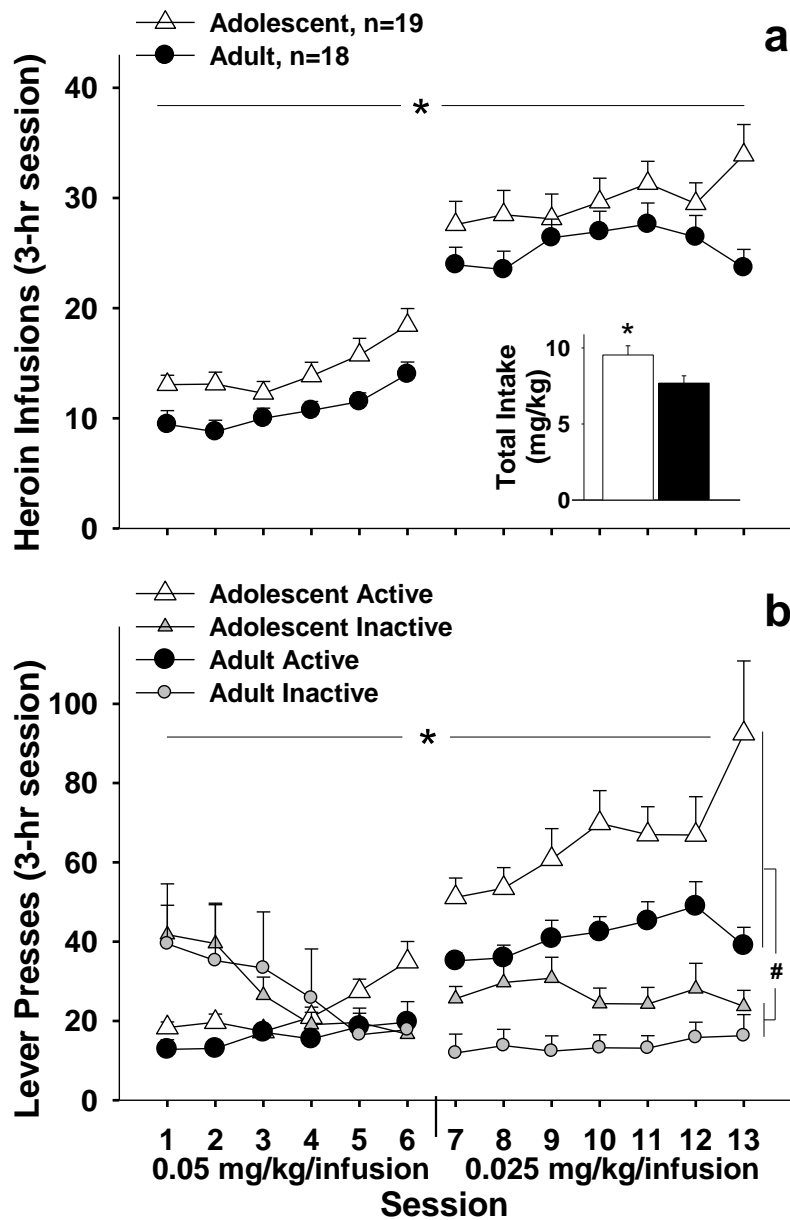 Adolescent, n=19
Adult, n=18
a
Heroin Infusions (3-hr session)
40
30
20
10
0
*
Total Intake
(mg/kg)
10
5
0
*
b
Adolescent Active
Adolescent Inactive
Adult Active
Adult Inactive
Lever Presses (3-hr session)
100
80
60
40
20
0
*
#
1 2 3 4 5 6 7 8 9 10 11 12 13
0.05 mg/kg/infusion 0.025 mg/kg/infusion
Session